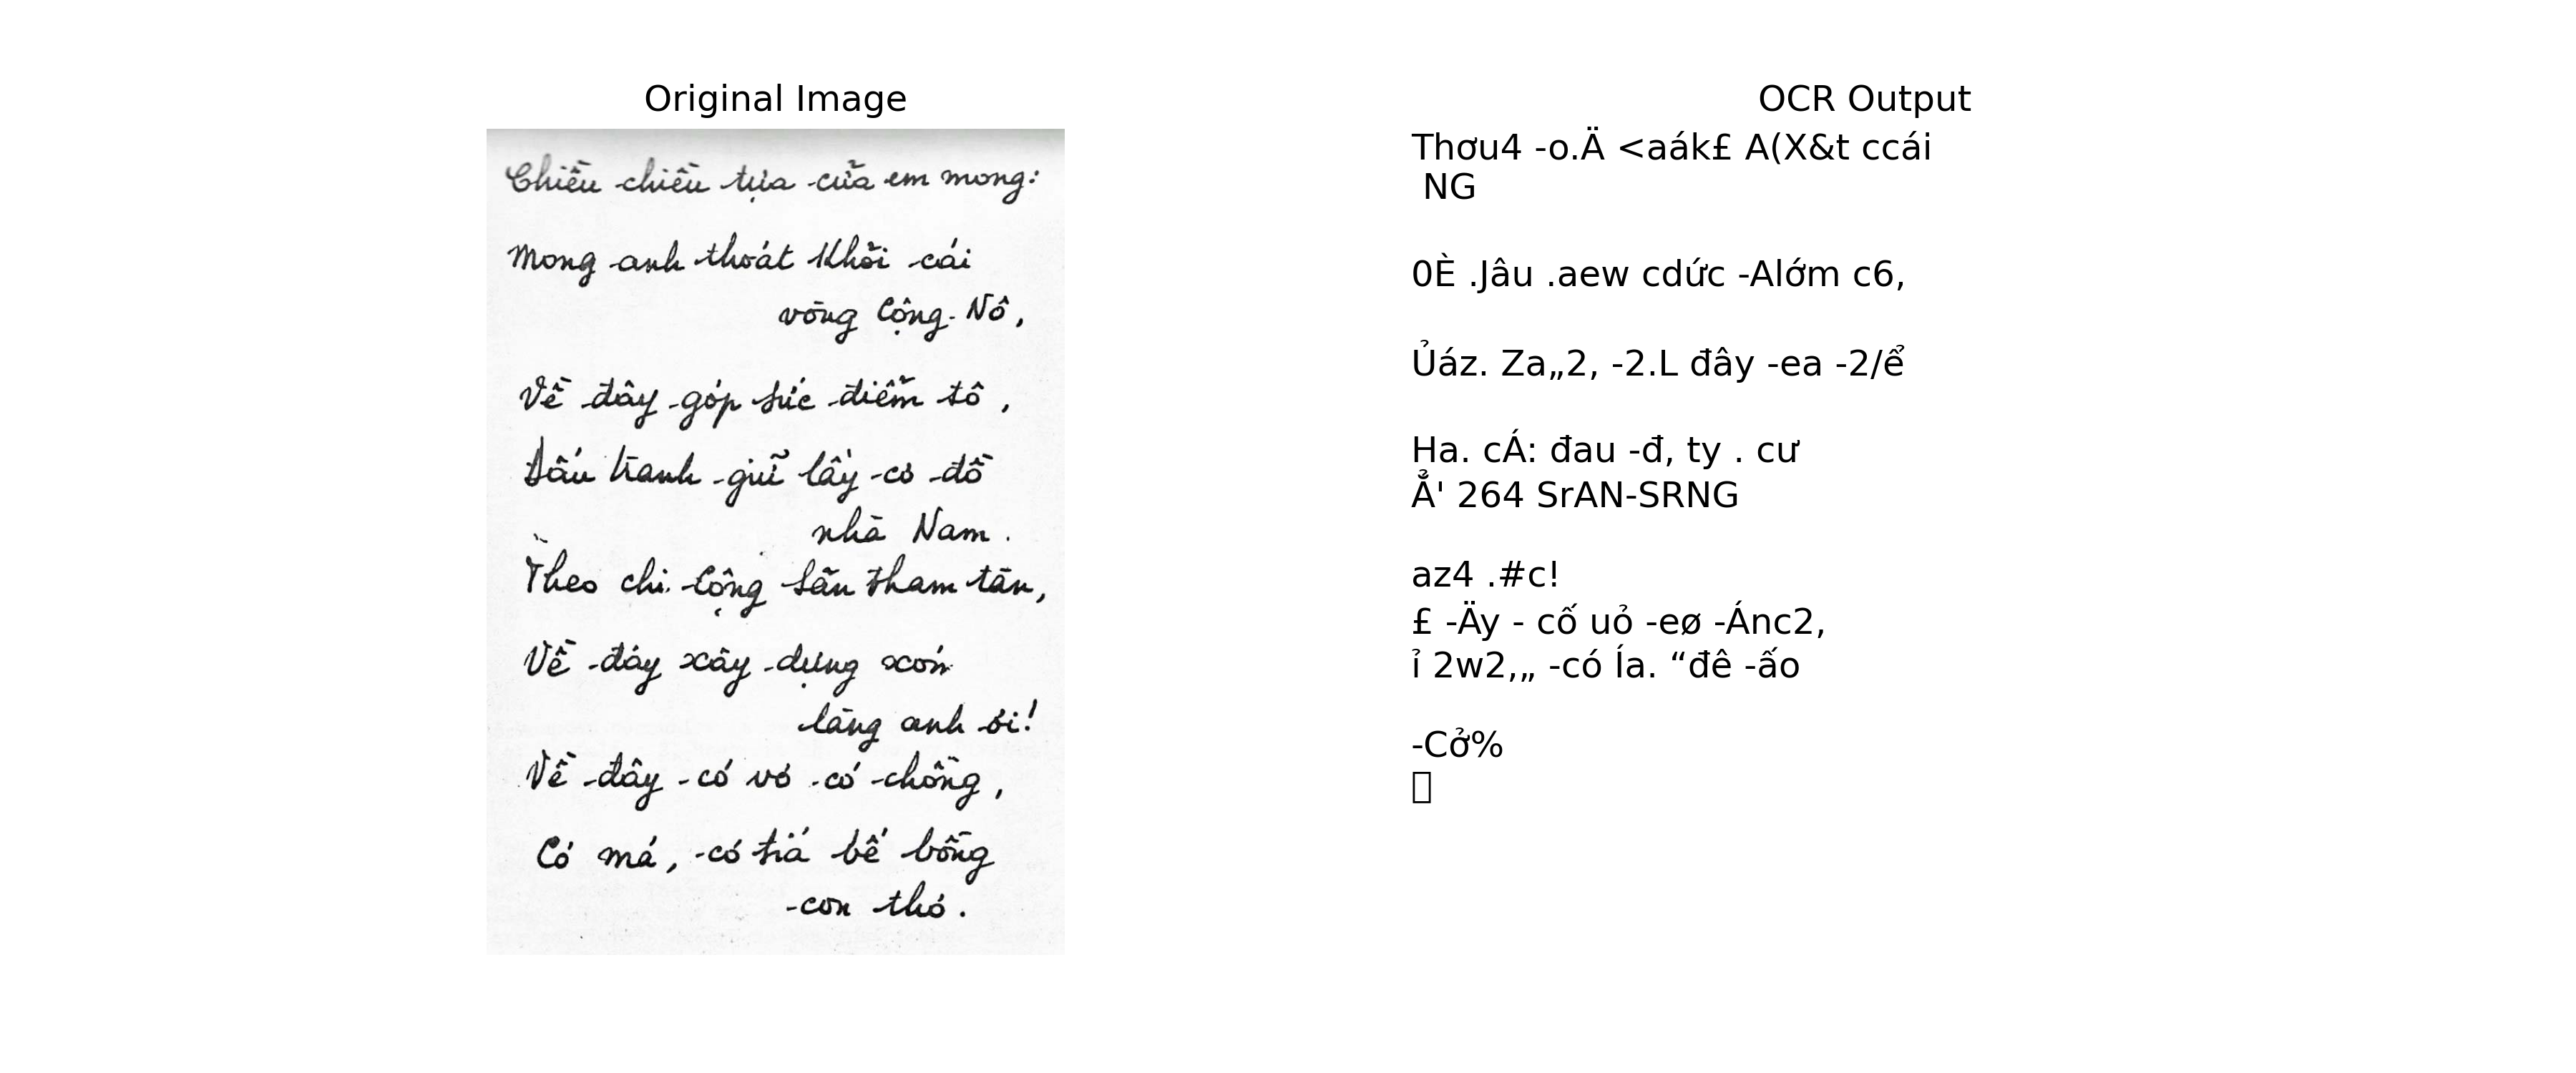 Original Image
Chiều chiều tựa cửa em mong:
Mong anh thoát khỏi cái
vòng Cộng-Nô,
Về đây góp sức điểm tô,
Đấu tranh giữ lấy cơ đồ
nhà Nam.
Theo chi Cộng sản tham tàn,
Về đây xây dựng xóm
làng anh ơi!
Về đây có vợ có chồng,
Có má, có tiá bế bồng
con thơ.
OCR Output
Thơu4 -o.Ä <aák£ A(X&t ccái
NG
0È .Jâu .aew cdức -Alớm c6,
Ủáz. Za„2, -2.L đây -ea -2/ể
Ha. cÁ: đau -đ, ty . cư
Ẳ' 264 SrAN-SRNG
az4 .#c!
£ -Äy - cố uỏ -eø -Ánc2,
ỉ 2w2,„ -có Ía. “đê -ấo
-Cở%